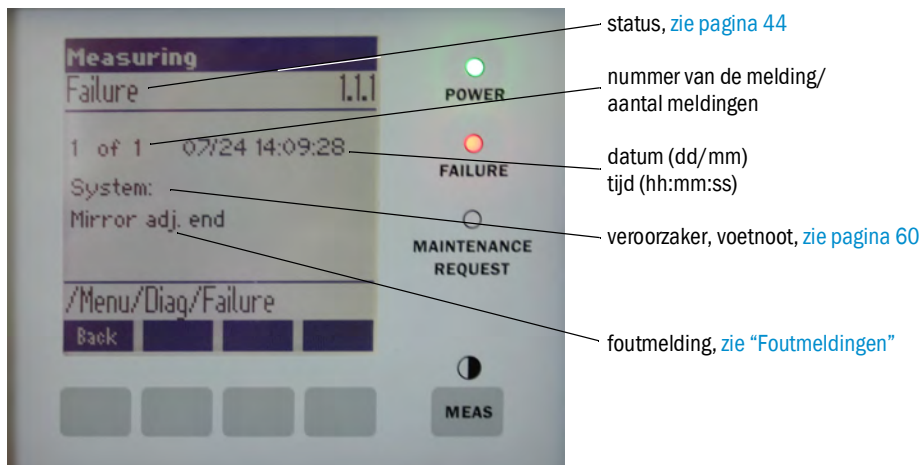 Measuring
Failure 1.1.1
1 of 1 07/24 14:09:28
System:
Mirror adj. end
/Menu/Diag/Failure
Back
POWER
FAILURE
MAINTENANCE
REQUEST
MEAS
status, zie pagina 44
nummer van de melding/
aantal meldingen
datum (dd/mm)
tijd (hh:mm:ss)
veroorzaker, voetnoot, zie pagina 60
foutmelding, zie “Foutmeldingen”